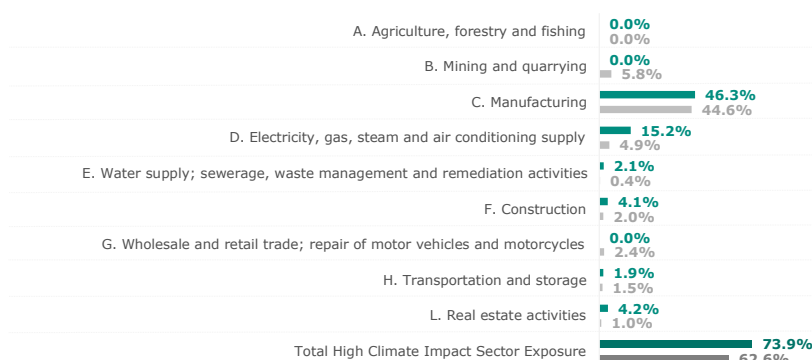 A. Agriculture, forestry and fishing
0.0%
0.0%
B. Mining and quarrying
0.0%
5.8%
C. Manufacturing
46.3%
44.6%
D. Electricity, gas, steam and air conditioning supply
15.2%
4.9%
E. Water supply; sewerage, waste management and remediation activities
2.1%
0.4%
F. Construction
4.1%
2.0%
G. Wholesale and retail trade; repair of motor vehicles and motorcycles
0.0%
2.4%
H. Transportation and storage
1.9%
1.5%
L. Real estate activities
4.2%
1.0%
Total High Climate Impact Sector Exposure
73.9%
62.6%